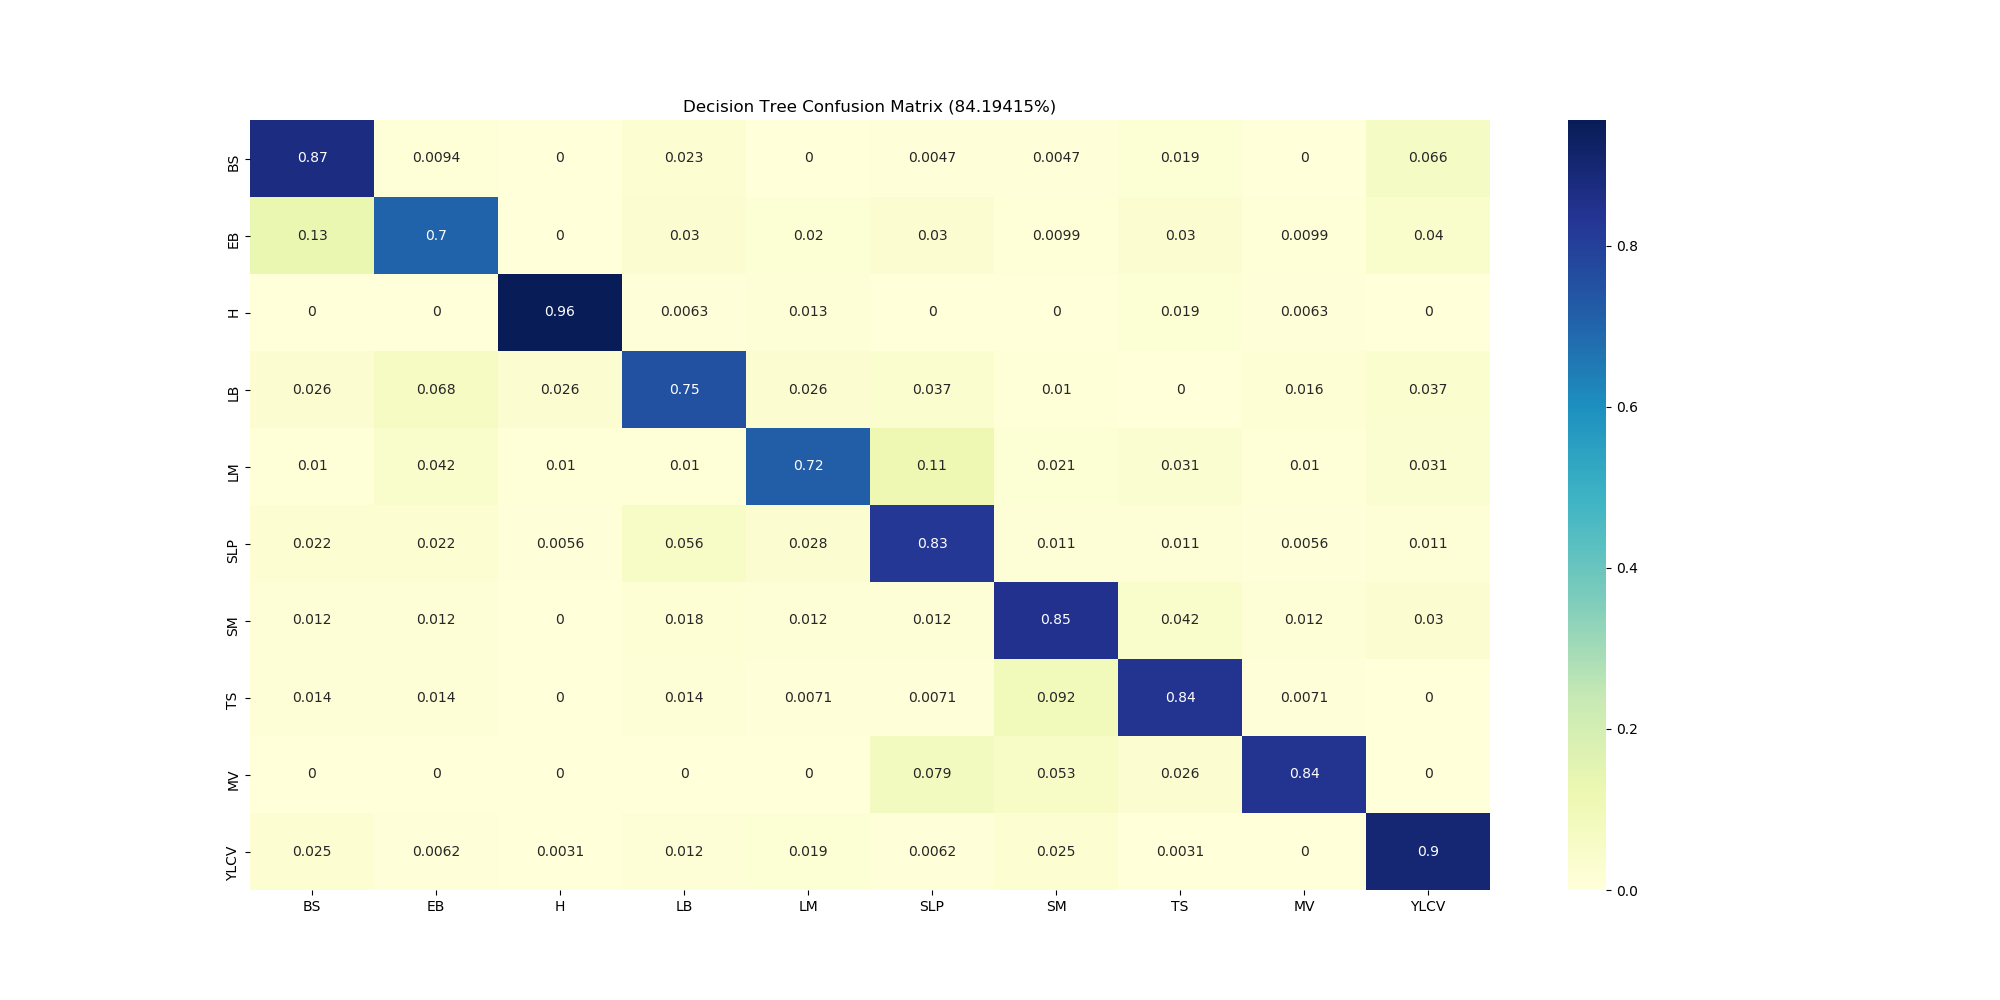 Decision Tree Confusion Matrix (84.19415%)
BS 0.87 0.0094 0 0.023 0 0.0047 0.0047 0.019 0 0.066
EB 0.13 0.7 0 0.03 0.02 0.03 0.0099 0.03 0.0099 0.04
H 0 0 0.96 0.0063 0.013 0 0 0.019 0.0063 0
LB 0.026 0.068 0.026 0.75 0.026 0.037 0.01 0 0.016 0.037
LM 0.01 0.042 0.01 0.01 0.72 0.11 0.021 0.031 0.01 0.031
SLP 0.022 0.022 0.0056 0.056 0.028 0.83 0.011 0.011 0.0056 0.011
SM 0.012 0.012 0 0.018 0.012 0.012 0.85 0.042 0.012 0.03
TS 0.014 0.014 0 0.014 0.0071 0.0071 0.092 0.84 0.0071 0
MV 0 0 0 0 0 0.079 0.053 0.026 0.84 0
YLCV 0.025 0.0062 0.0031 0.012 0.019 0.0062 0.025 0.0031 0 0.9
BS EB H LB LM SLP SM TS MV YLCV
0.8
0.6
0.4
0.2
0.0